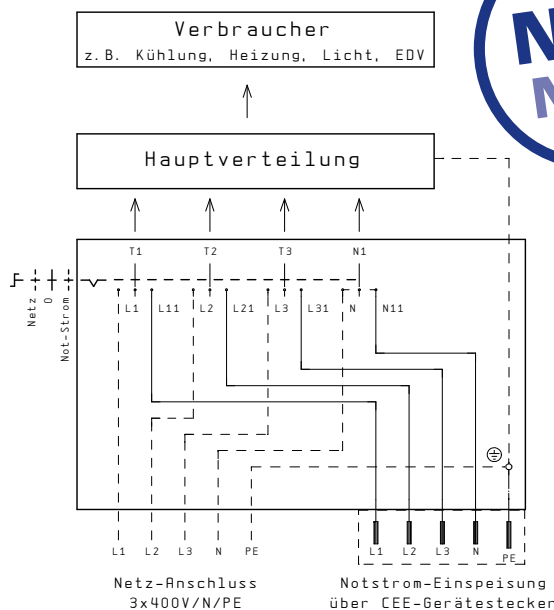 Verbraucher
z.B. Kühlung, Heizung, Licht, EDV
Hauptverteilung
T1 T2 T3 N1
Netz
0
Not-Strom
L1 L11 L2 L21 L3 L31 N N11
L1 L2 L3 N PE
L1 L2 L3 N PE
Netz-Anschluss
3x400V/N/PE
Notstrom-Einspeisung
über CEE-Gerätestecker